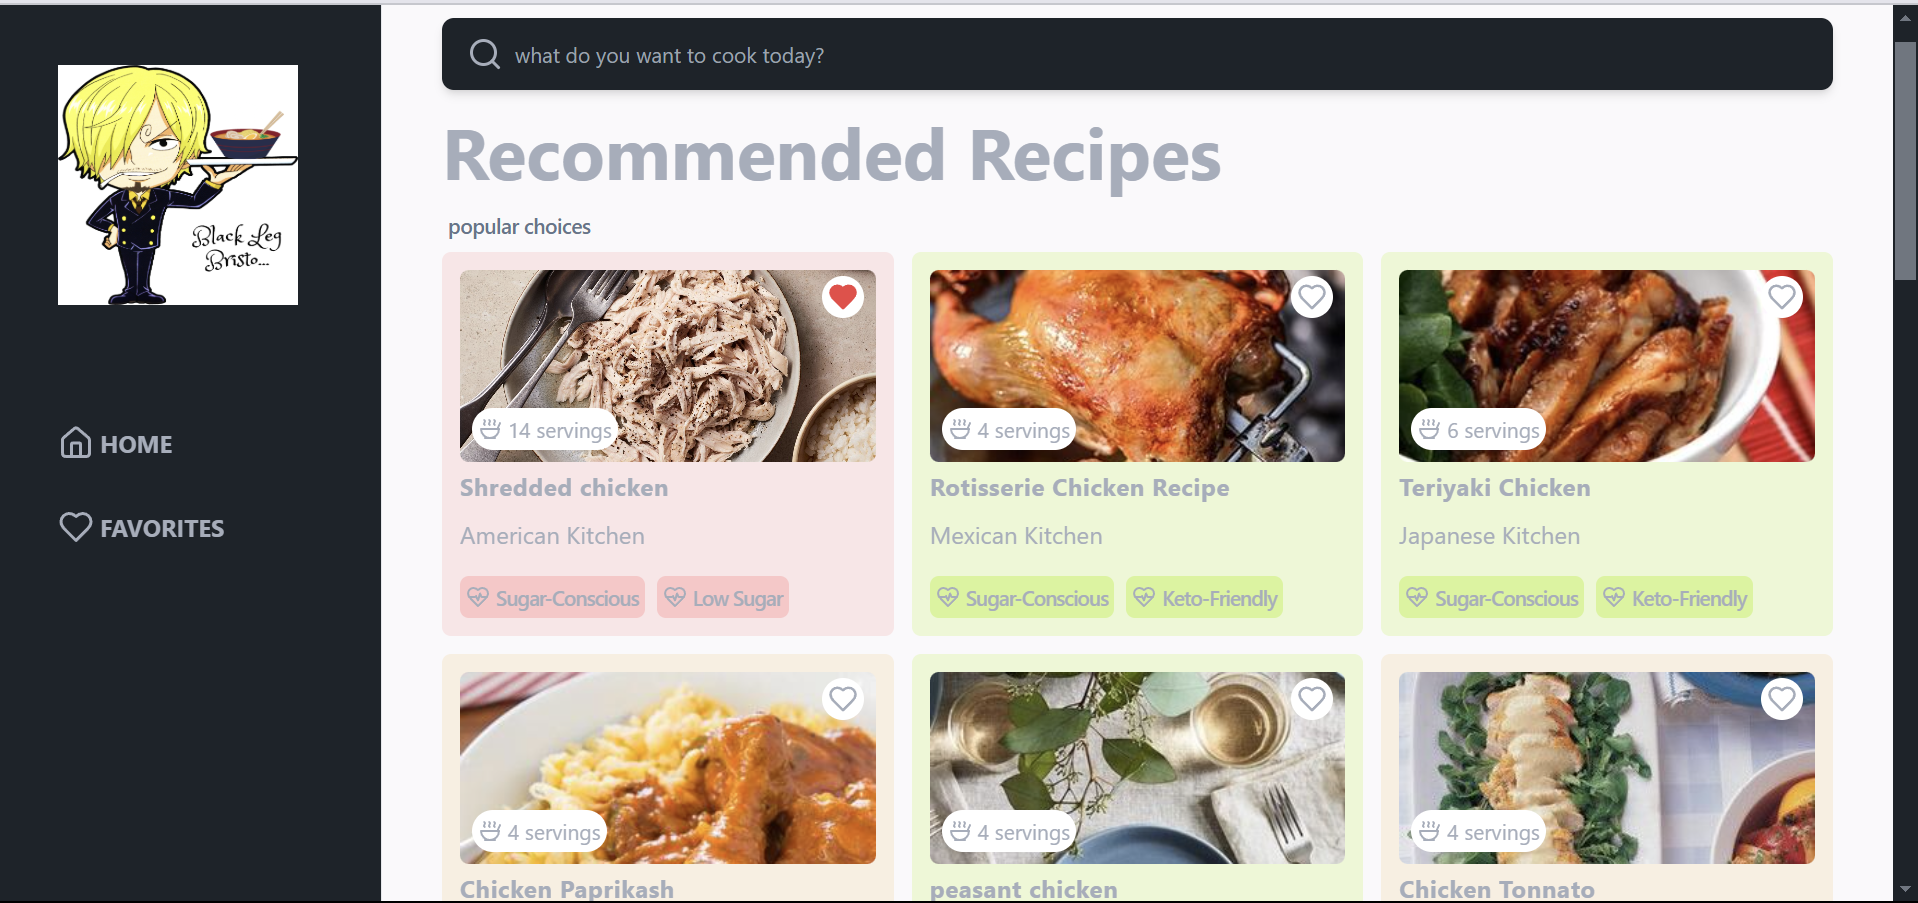 Black Leg
Bristo...
HOME
FAVORITES
what do you want to cook today?
Recommended Recipes
popular choices
14 servings
Shredded chicken
American Kitchen
Sugar-Conscious
Low Sugar
4 servings
Rotisserie Chicken Recipe
Mexican Kitchen
Sugar-Conscious
Keto-Friendly
6 servings
Teriyaki Chicken
Japanese Kitchen
Sugar-Conscious
Keto-Friendly
4 servings
Chicken Paprikash
4 servings
peasant chicken
4 servings
Chicken Tonnato